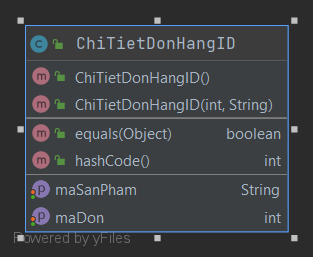 C ChiTietDonHangID
m ChiTietDonHangID()
m ChiTietDonHangID(int, String)
m equals(Object) boolean
m hashCode() int
p maSanPham String
p maDon int
Powered by yFiles